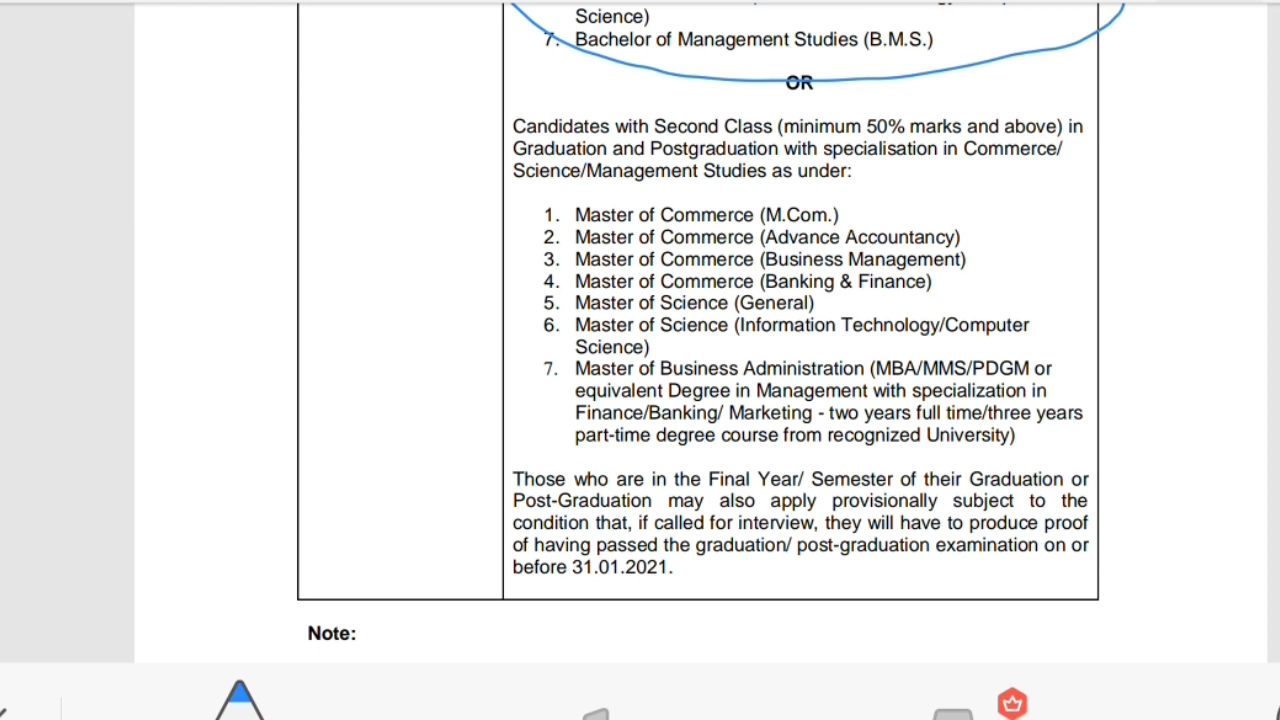 Science)
7. Bachelor of Management Studies (B.M.S.)
OR
Candidates with Second Class (minimum 50% marks and above) in
Graduation and Postgraduation with specialisation in Commerce/
Science/Management Studies as under:
1. Master of Commerce (M.Com.)
2. Master of Commerce (Advance Accountancy)
3. Master of Commerce (Business Management)
4. Master of Commerce (Banking & Finance)
5. Master of Science (General)
6. Master of Science (Information Technology/Computer
Science)
7. Master of Business Administration (MBA/MMS/PDGM or
equivalent Degree in Management with specialization in
Finance/Banking/ Marketing - two years full time/three years
part-time degree course from recognized University)
Those who are in the Final Year/ Semester of their Graduation or
Post-Graduation may also apply provisionally subject to the
condition that, if called for interview, they will have to produce proof
of having passed the graduation/ post-graduation examination on or
before 31.01.2021.
Note: